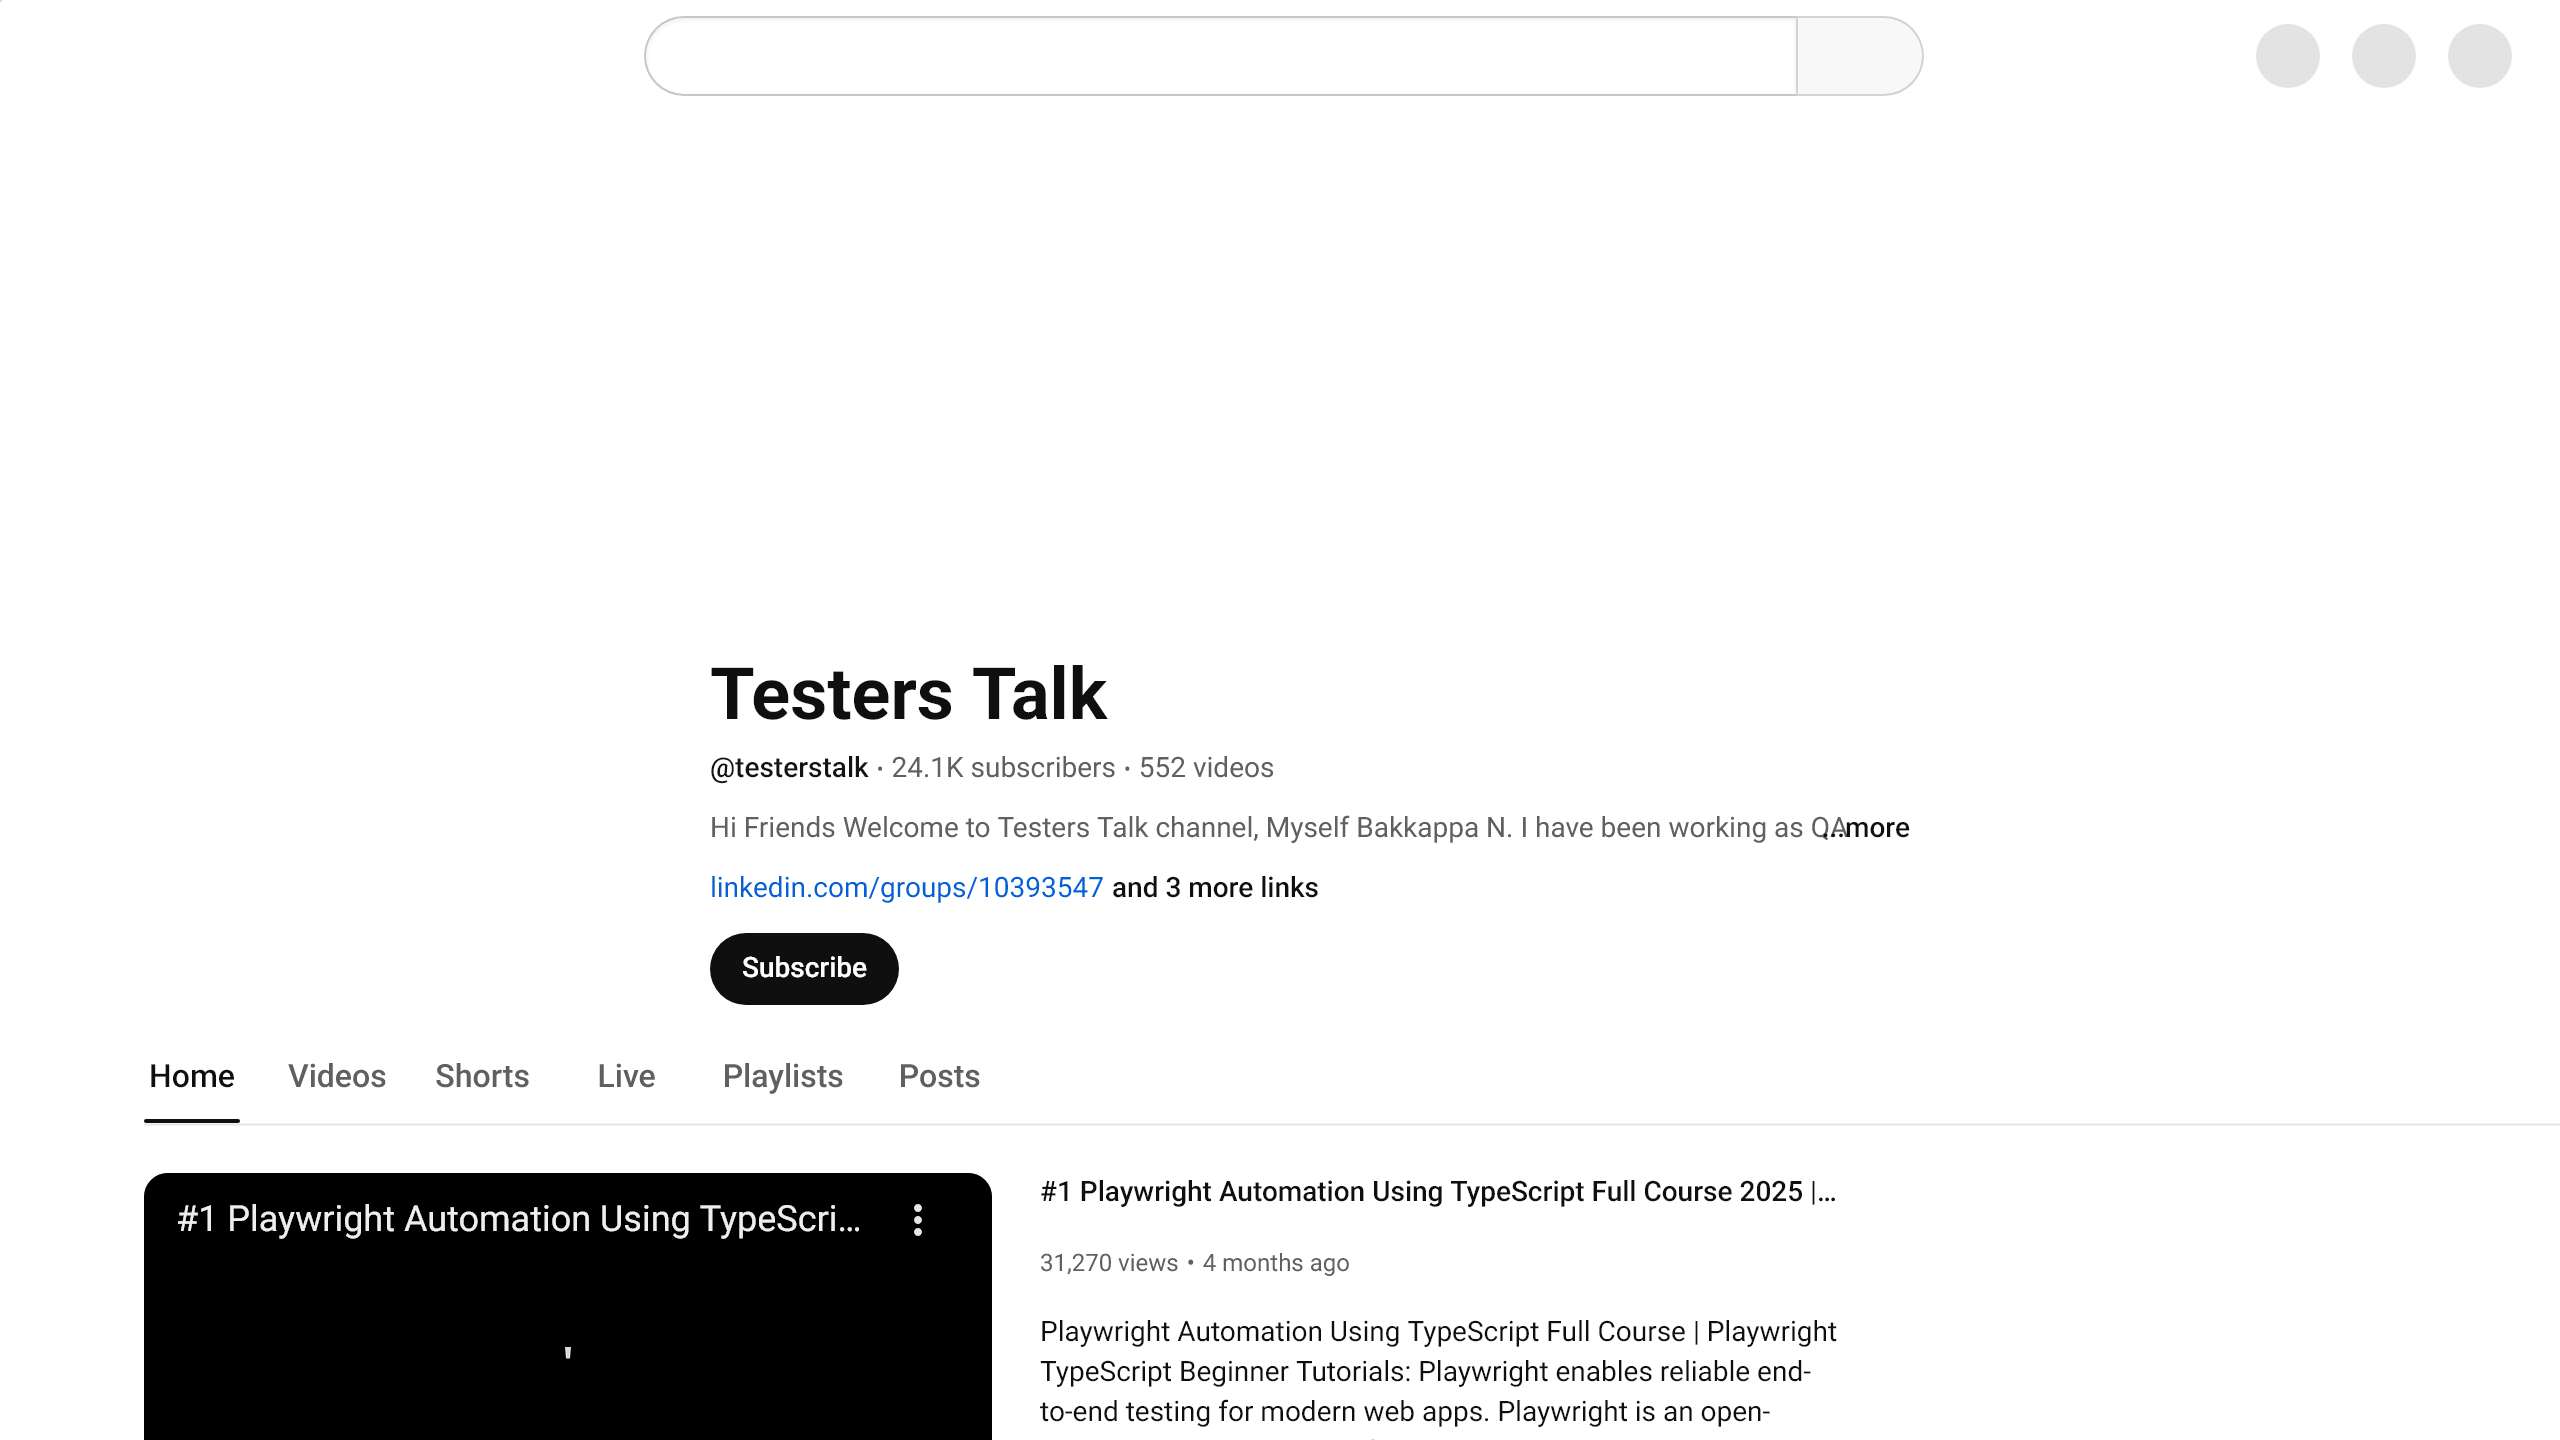 Testers Talk
@testerstalk • 24.1K subscribers • 552 videos
Hi Friends Welcome to Testers Talk channel, Myself Bakkappa N. I have been working as QA ...more
linkedin.com/groups/10393547 and 3 more links
Subscribe
Home Videos Shorts Live Playlists Posts
#1 Playwright Automation Using TypeScri...
#1 Playwright Automation Using TypeScript Full Course 2025 |...
31,270 views • 4 months ago
Playwright Automation Using TypeScript Full Course | Playwright
TypeScript Beginner Tutorials: Playwright enables reliable end-
to-end testing for modern web apps. Playwright is an open-